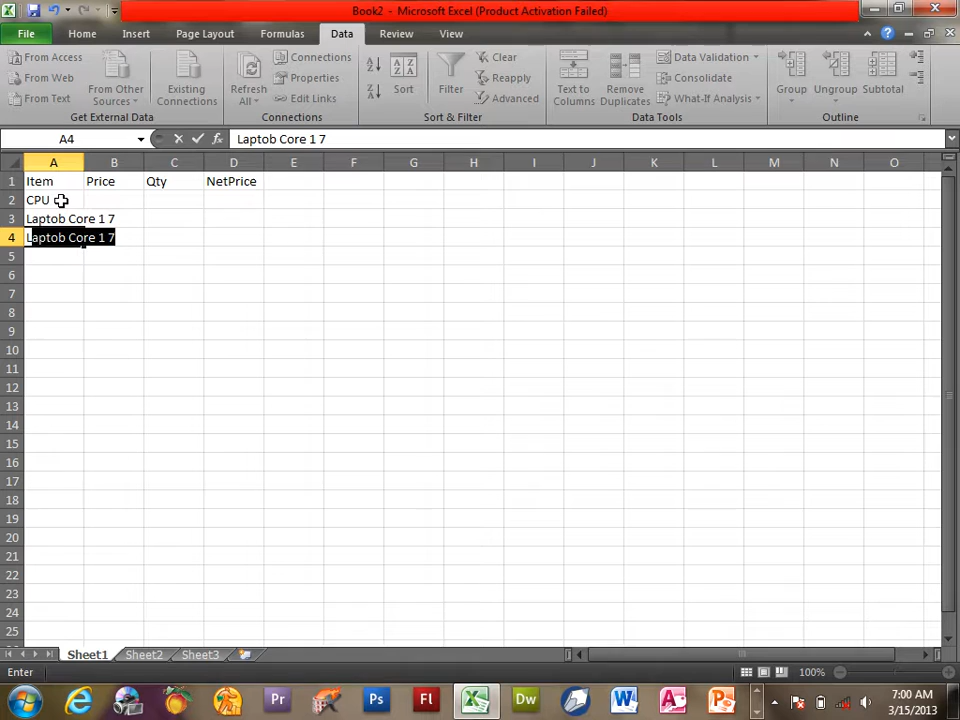 Book2 - Microsoft Excel (Product Activation Failed)
File Home Insert Page Layout Formulas Data Review View
From Access
From Web
From Text
From Other Sources
Existing Connections
Get External Data
Refresh All
Connections
Properties
Edit Links
Connections
Sort
Filter
Clear
Reapply
Advanced
Sort & Filter
Text to Columns
Remove Duplicates
Data Validation
Consolidate
What-If Analysis
Data Tools
Group
Ungroup
Subtotal
Outline
A4 fx Laptob Core 1 7
A B C D E F G H I J K L M N O
1 Item Price Qty NetPrice
2 CPU
3 Laptob Core 1 7
4 Laptob Core 1 7
5
6
7
8
9
10
11
12
13
14
15
16
17
18
19
20
21
22
23
24
25
Sheet1 Sheet2 Sheet3
Enter 100%
Pr Ps Fl Dw
7:00 AM
3/15/2013